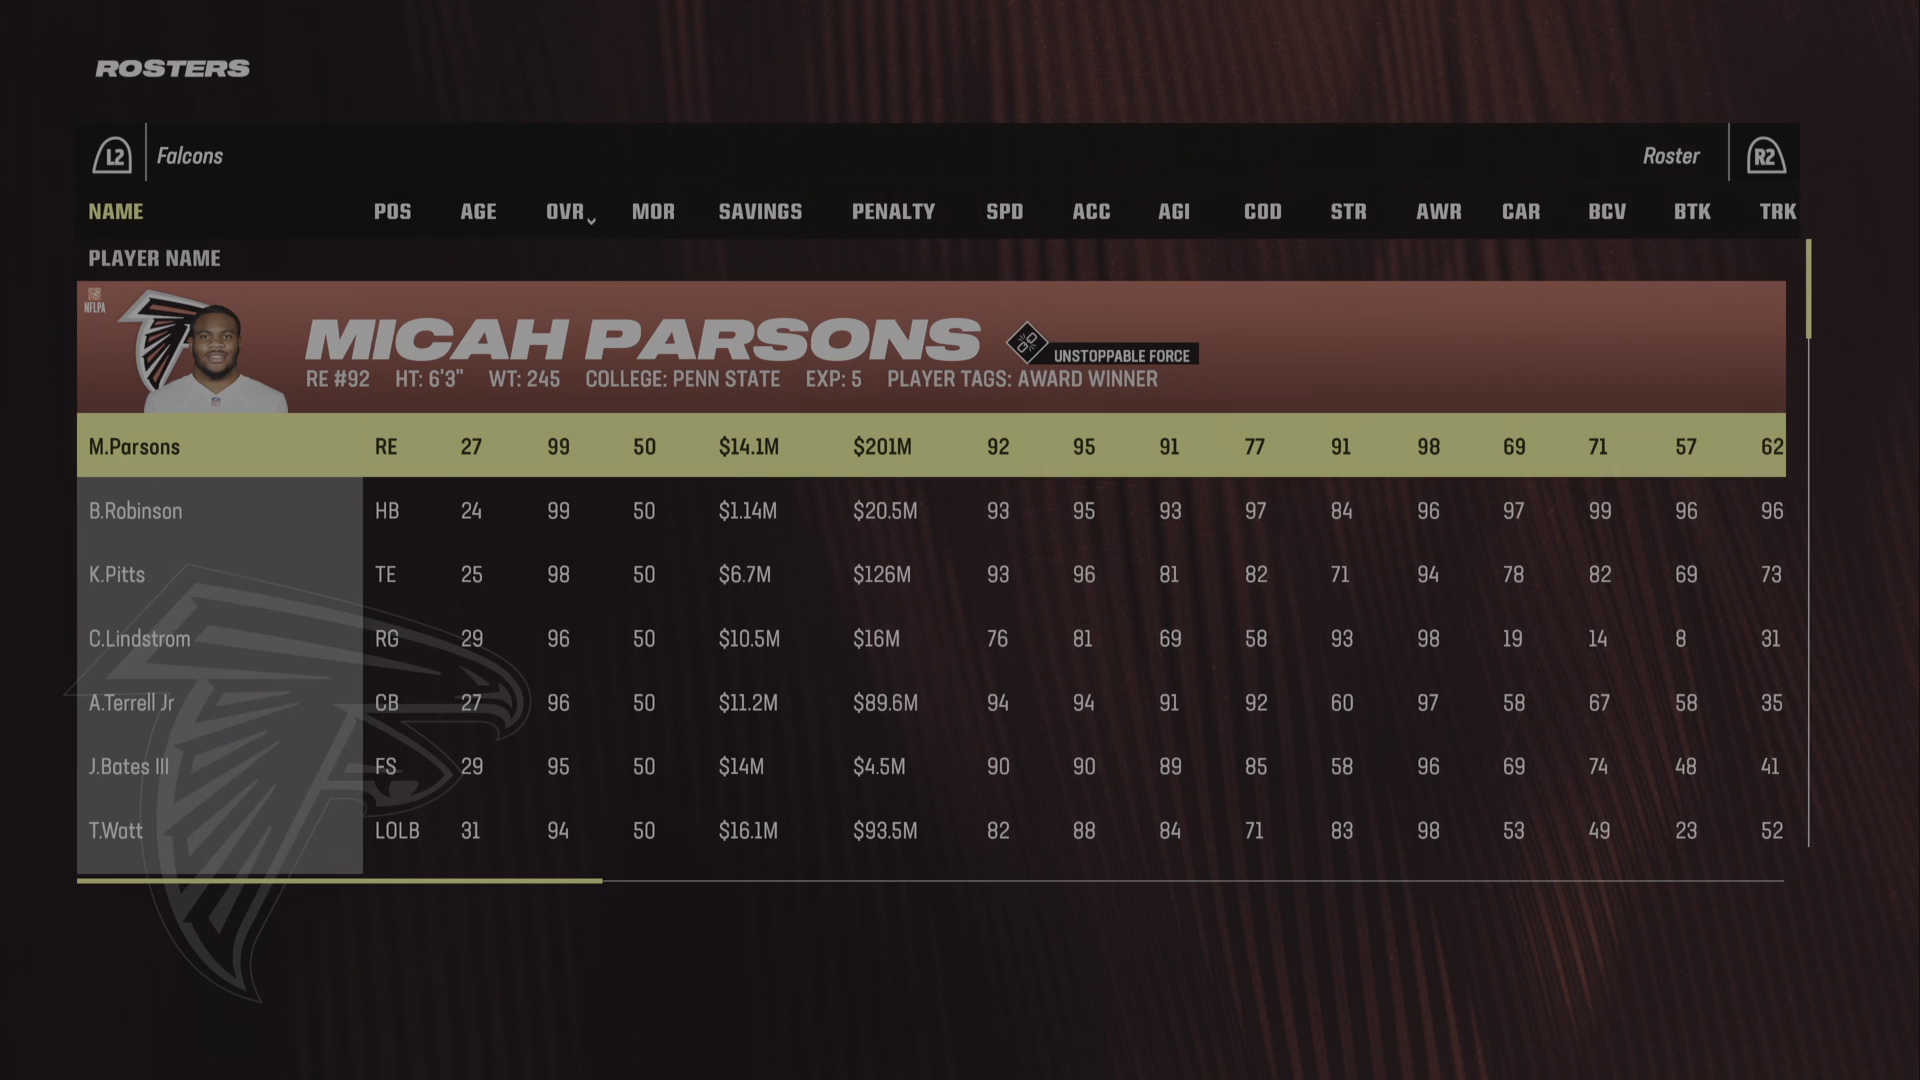 ROSTERS
L2 Falcons Roster R2
NAME POS AGE OVR MOR SAVINGS PENALTY SPD ACC AGI COD STR AWR CAR BCV BTK TRK
PLAYER NAME
NFLPA
MICAH PARSONS UNSTOPPABLE FORCE
RE #92 HT: 6'3" WT: 245 COLLEGE: PENN STATE EXP: 5 PLAYER TAGS: AWARD WINNER
M.Parsons RE 27 99 50 $14.1M $201M 92 95 91 77 91 98 69 71 57 62
B.Robinson HB 24 99 50 $1.14M $20.5M 93 95 93 97 84 96 97 99 96 96
K.Pitts TE 25 98 50 $6.7M $126M 93 96 81 82 71 94 78 82 69 73
C.Lindstrom RG 29 96 50 $10.5M $16M 76 81 69 58 93 98 19 14 8 31
A.Terrell Jr CB 27 96 50 $11.2M $89.6M 94 94 91 92 60 97 58 67 58 35
J.Bates III FS 29 95 50 $14M $4.5M 90 90 89 85 58 96 69 74 48 41
T.Watt LOLB 31 94 50 $16.1M $93.5M 82 88 84 71 83 98 53 49 23 52